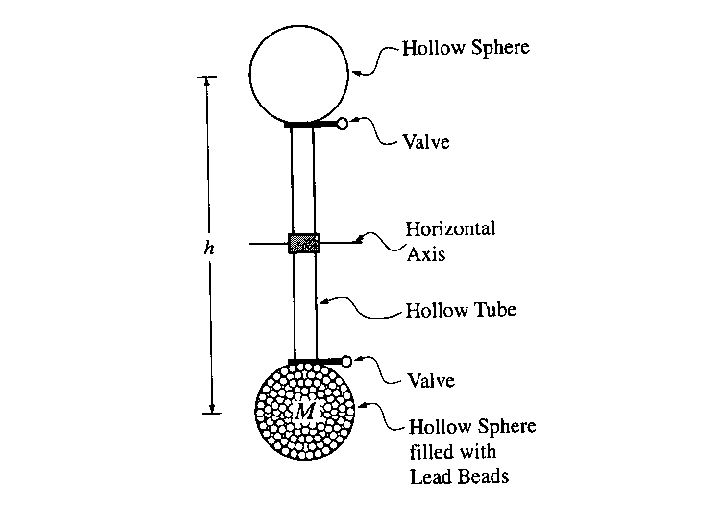 Hollow Sphere
Valve
Horizontal
Axis
h
Hollow Tube
Valve
M
Hollow Sphere
filled with
Lead Beads